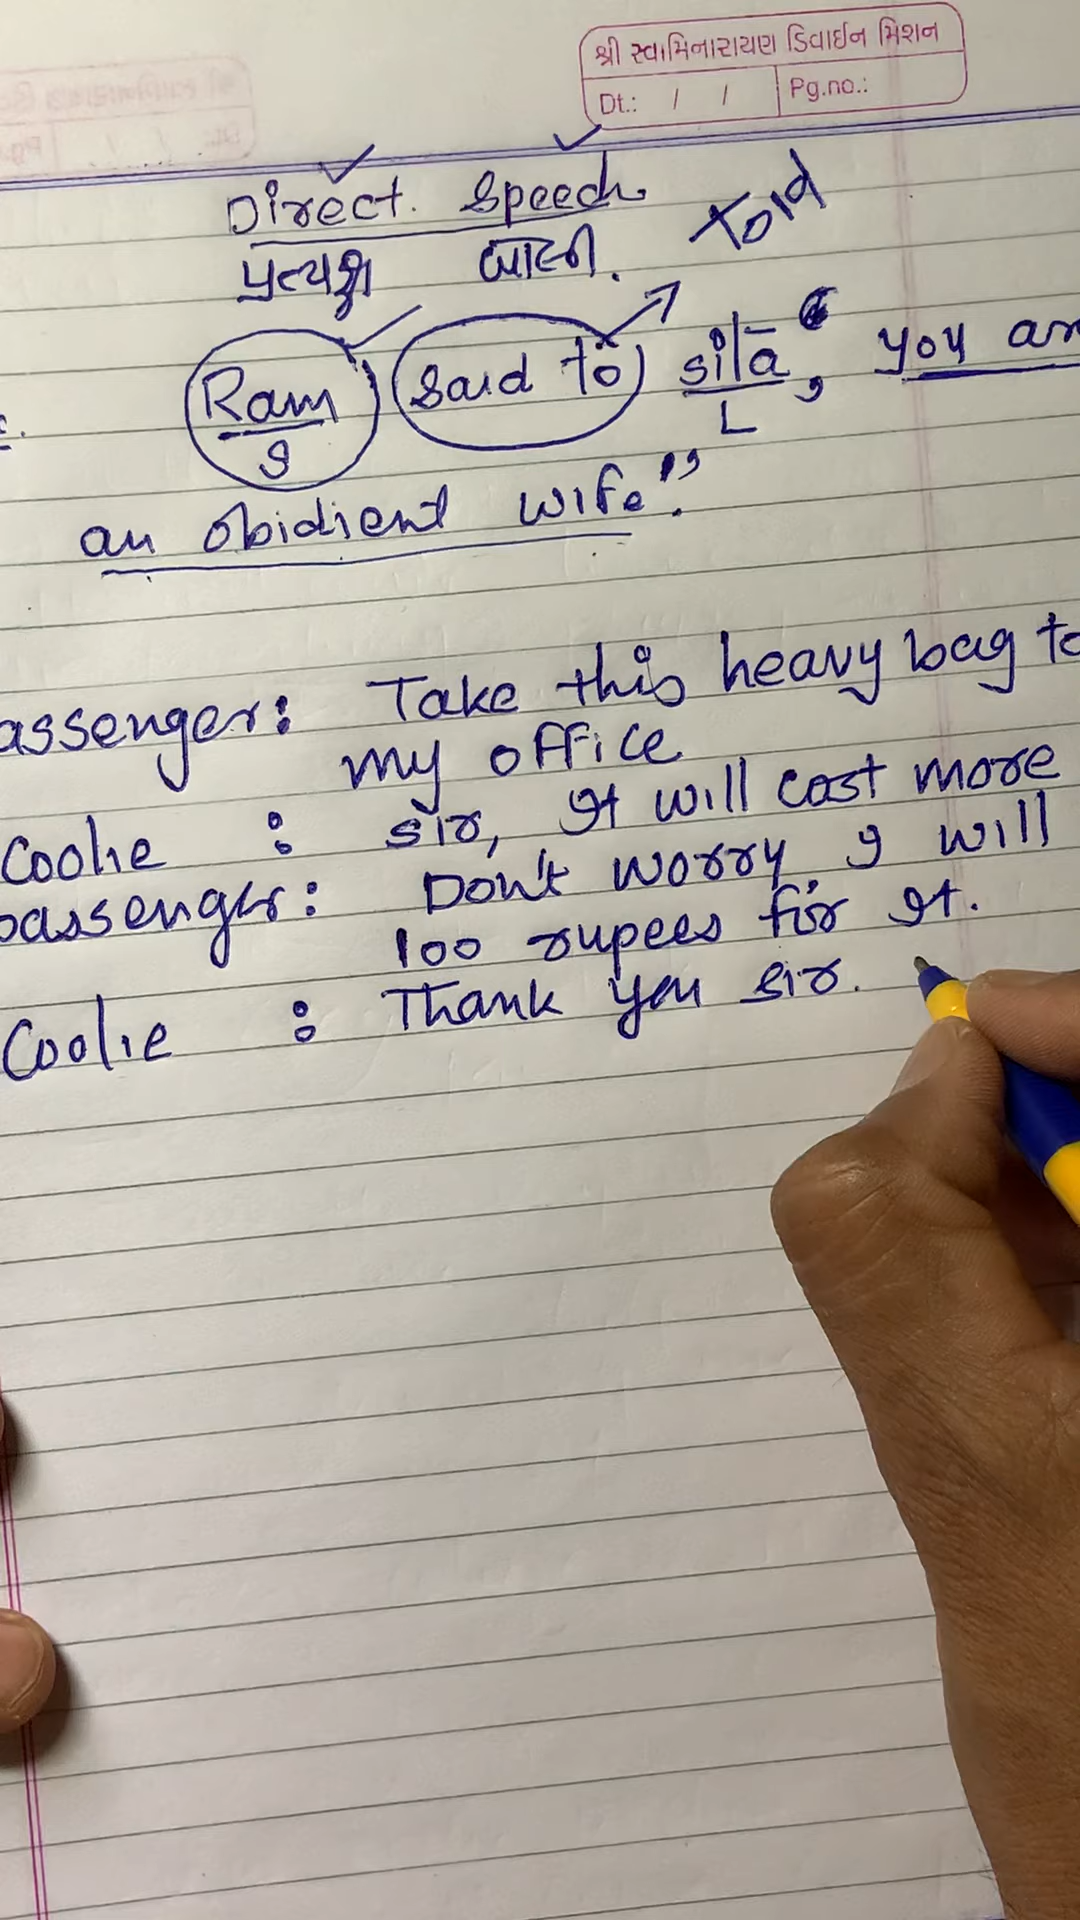 શ્રી સ્વામિનારાયણ ડિવાઈન મિશન
Dt.: / / Pg.no.:
Direct. Speech
પ્રત્યક્ષ
Told
Ram said to sita, you
an obidient wife."
assenger: Take this heavy bag to
my office
Coolie : sir, It will cost more
passenger: Don't worry I will
100 rupees for It.
Coolie : Thank you sir.